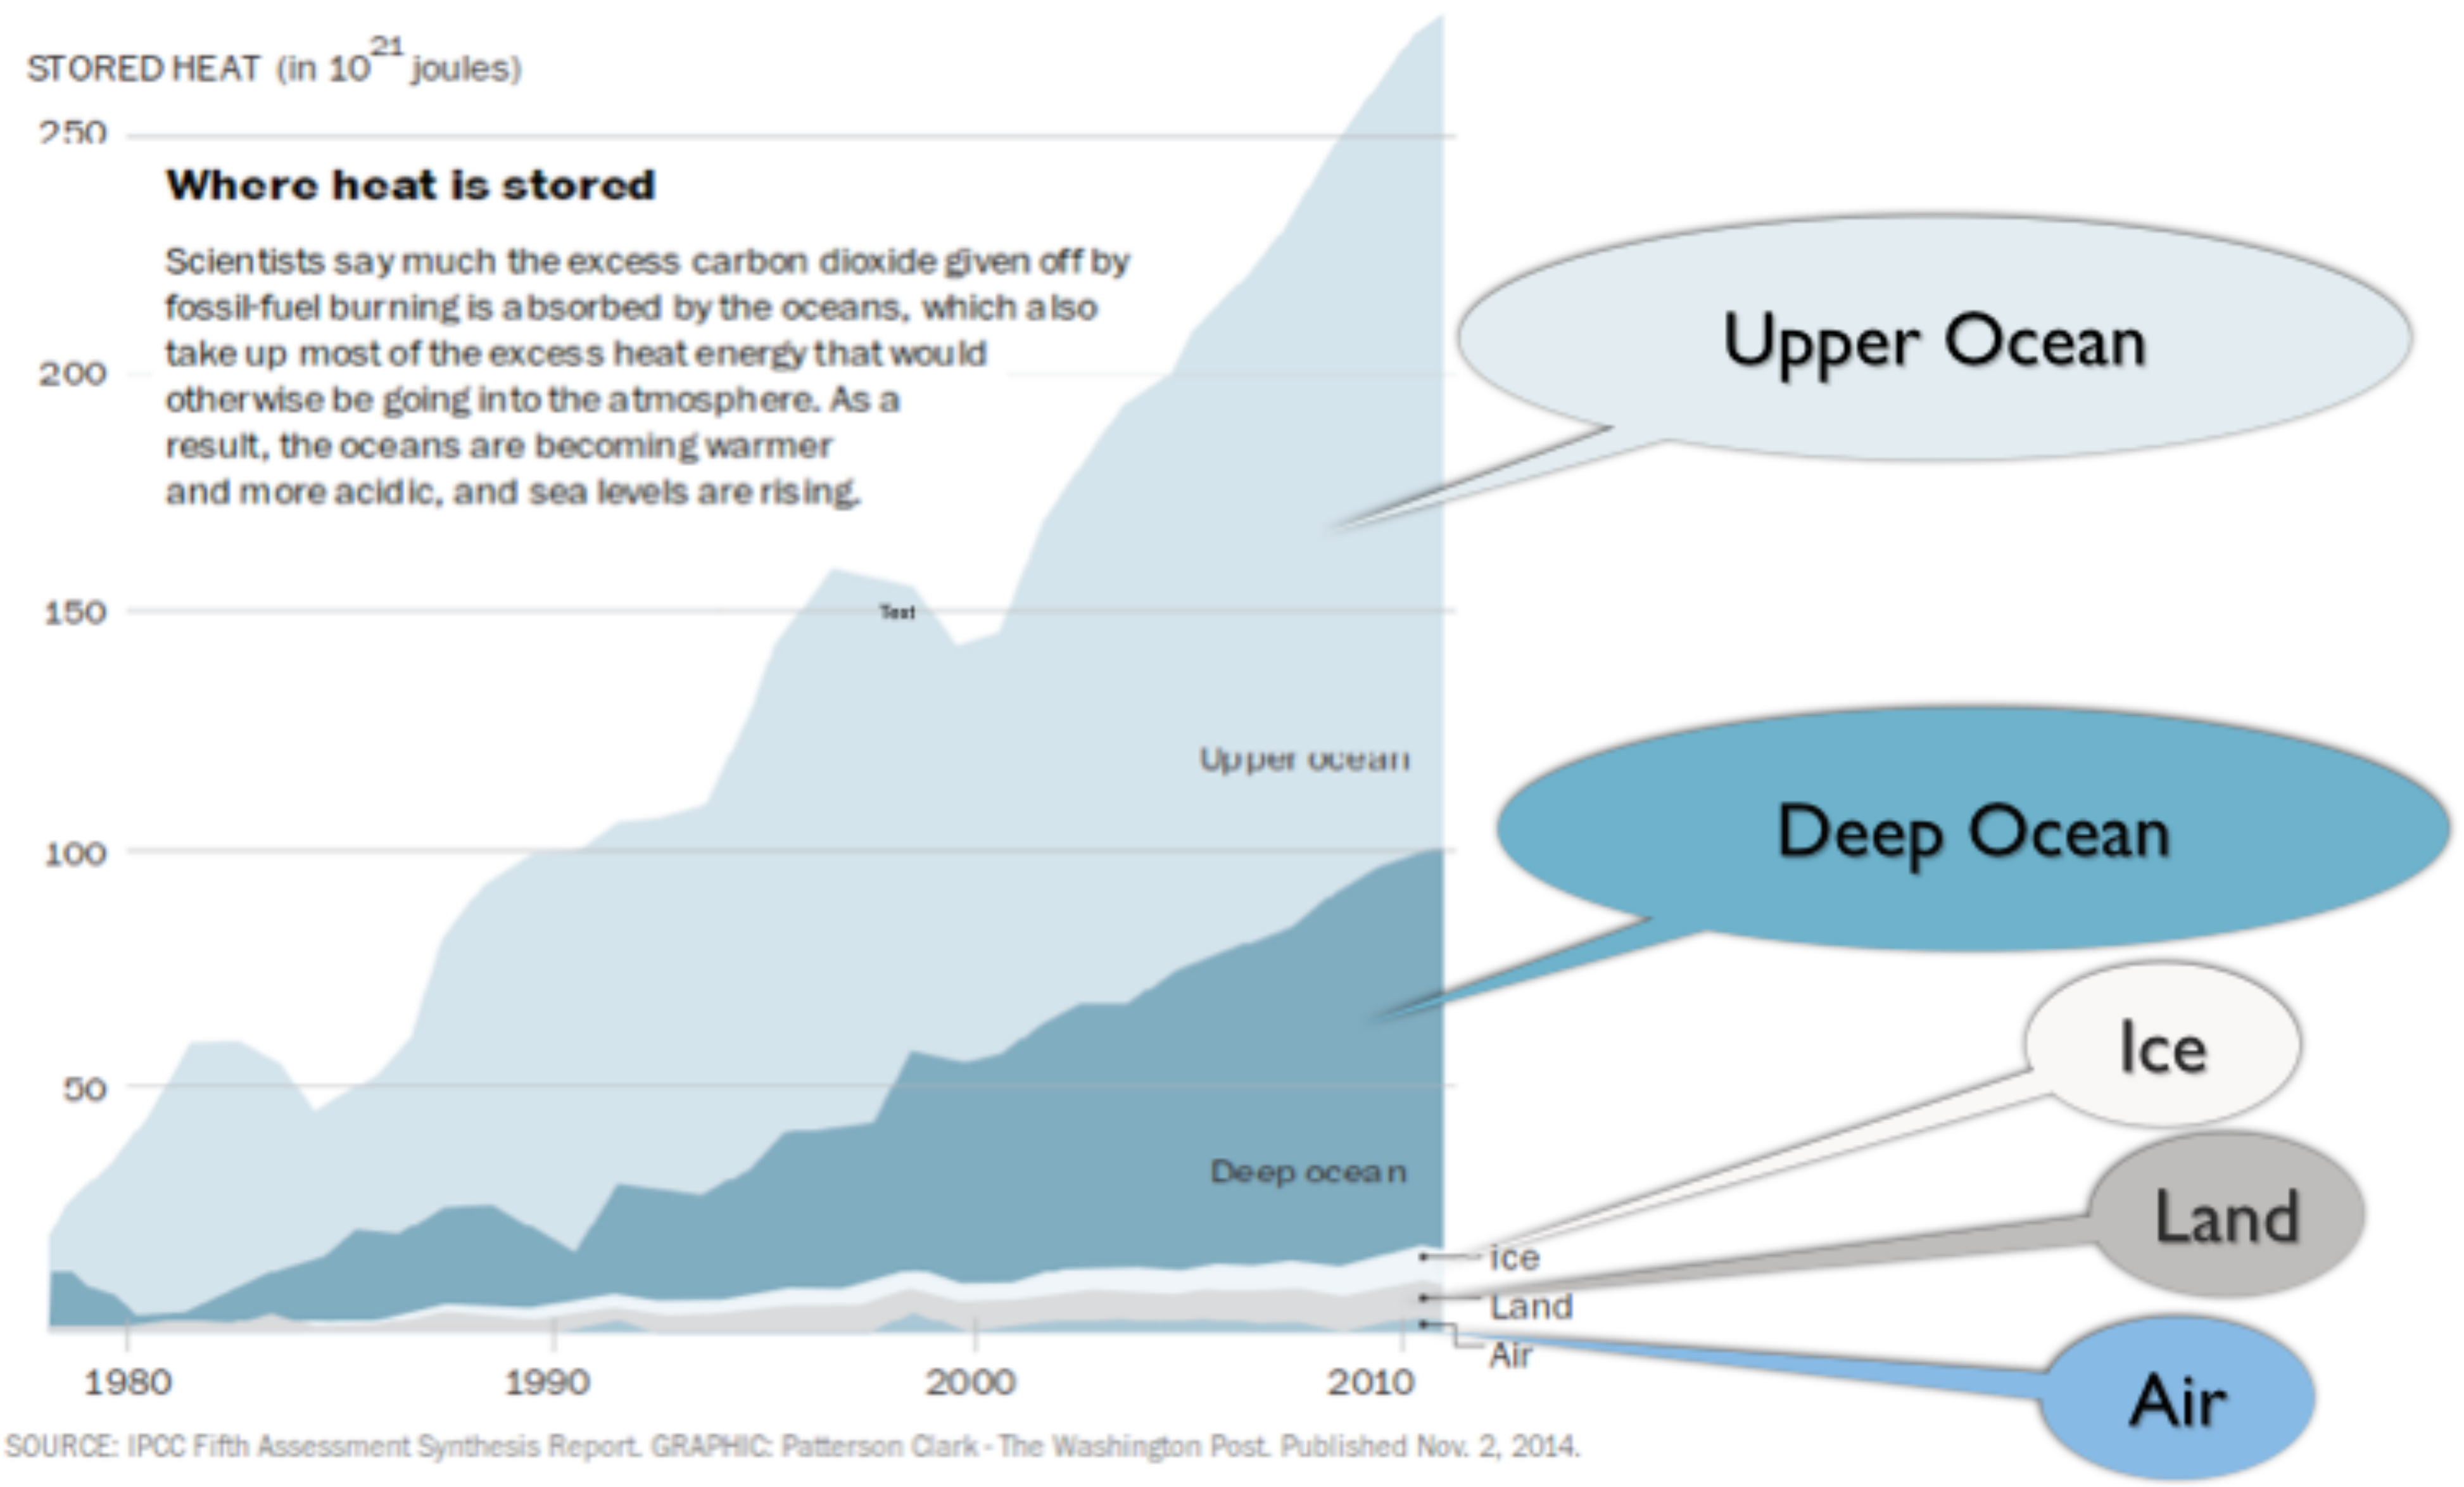 STORED HEAT (in 10²¹ joules)
250
Where heat is stored
Scientists say much the excess carbon dioxide given off by
fossil-fuel burning is absorbed by the oceans, which also
take up most of the excess heat energy that would
200
otherwise be going into the atmosphere. As a
result, the oceans are becoming warmer
and more acidic, and sea levels are rising.
Upper Ocean
150
Text
Upper ocean
100
Deep Ocean
50
Deep ocean
Ice
ice
Land
Land
Air
Air
1980 1990 2000 2010
SOURCE: IPCC Fifth Assessment Synthesis Report. GRAPHIC: Patterson Clark - The Washington Post. Published Nov. 2, 2014.